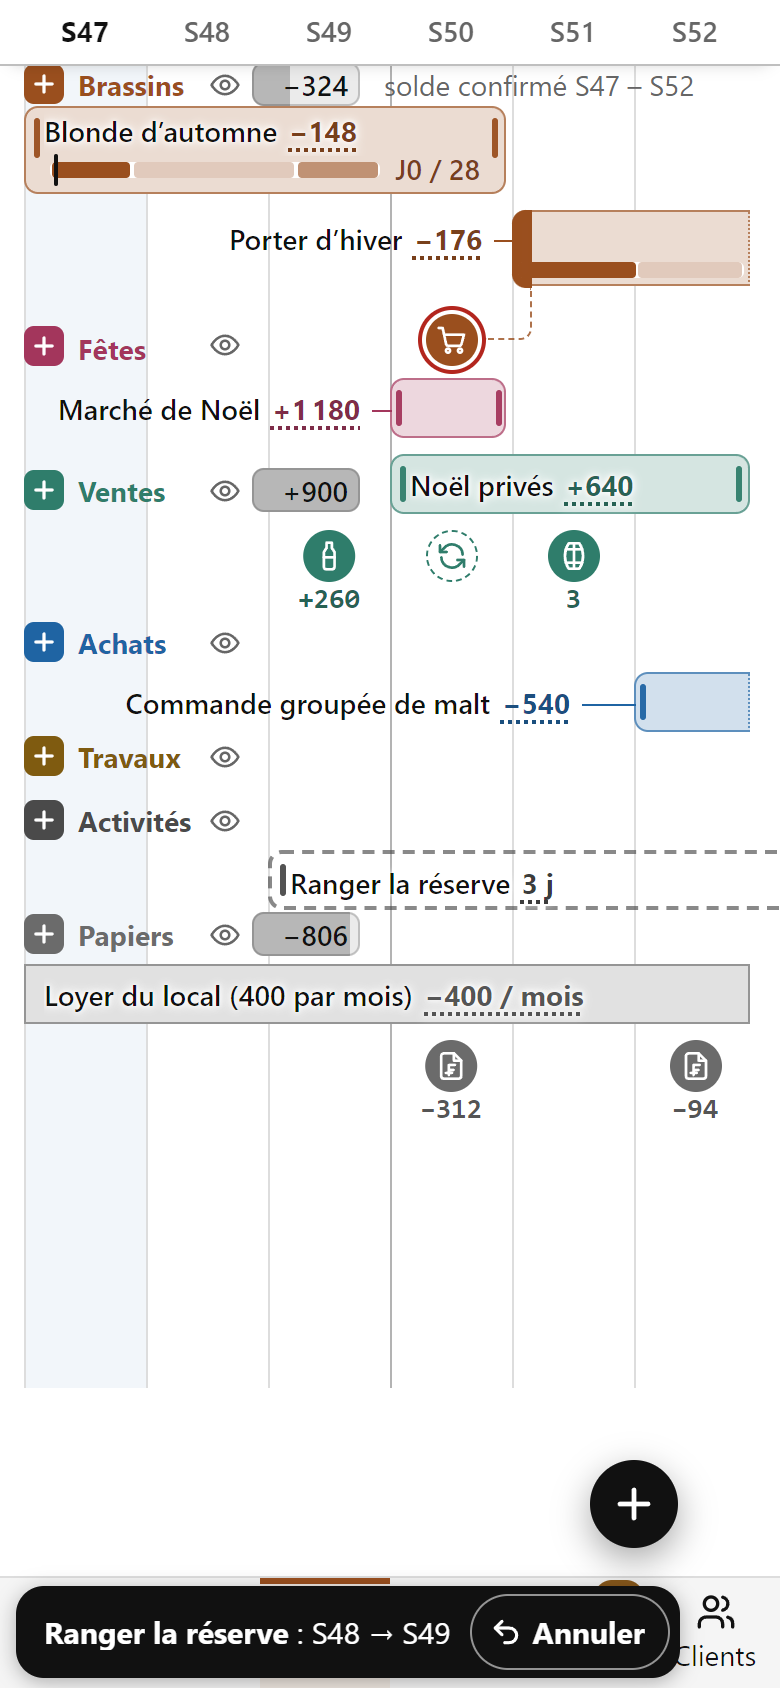 S47 S48 S49 S50 S51 S52
Brassins −324 solde confirmé S47 – S52
Blonde d’automne −148
J0 / 28
Porter d’hiver −176
Fêtes
Marché de Noël +1 180
Ventes +900
Noël privés +640
+260 3
Achats
Commande groupée de malt −540
Travaux
Activités
Ranger la réserve 3 j
Papiers −806
Loyer du local (400 par mois) −400 / mois
−312 −94
Ranger la réserve : S48 → S49 Annuler
Clients